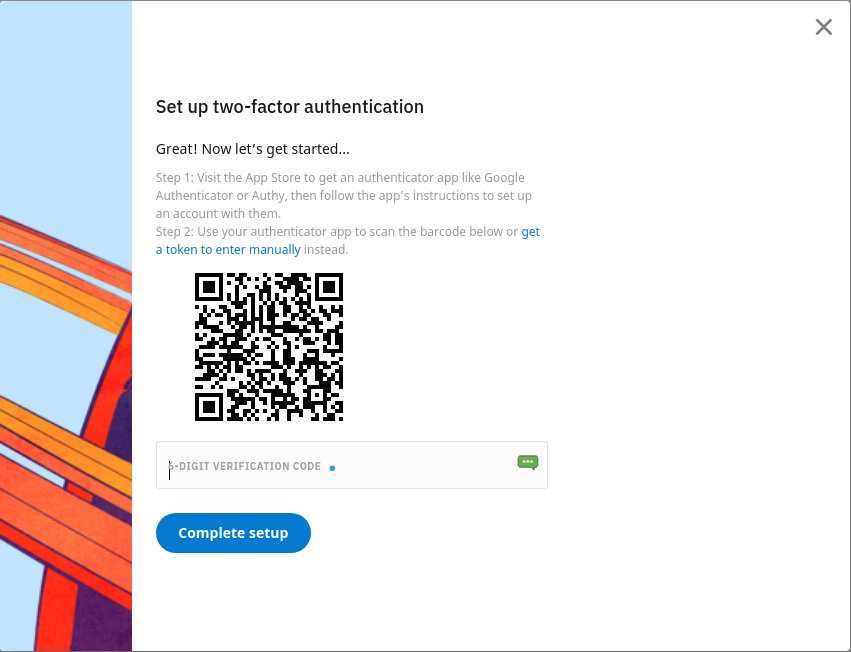 Set up two-factor authentication
Great! Now let's get started...
Step 1: Visit the App Store to get an authenticator app like Google
Authenticator or Authy, then follow the app's instructions to set up
an account with them.
Step 2: Use your authenticator app to scan the barcode below or get
a token to enter manually instead.
6-DIGIT VERIFICATION CODE
Complete setup